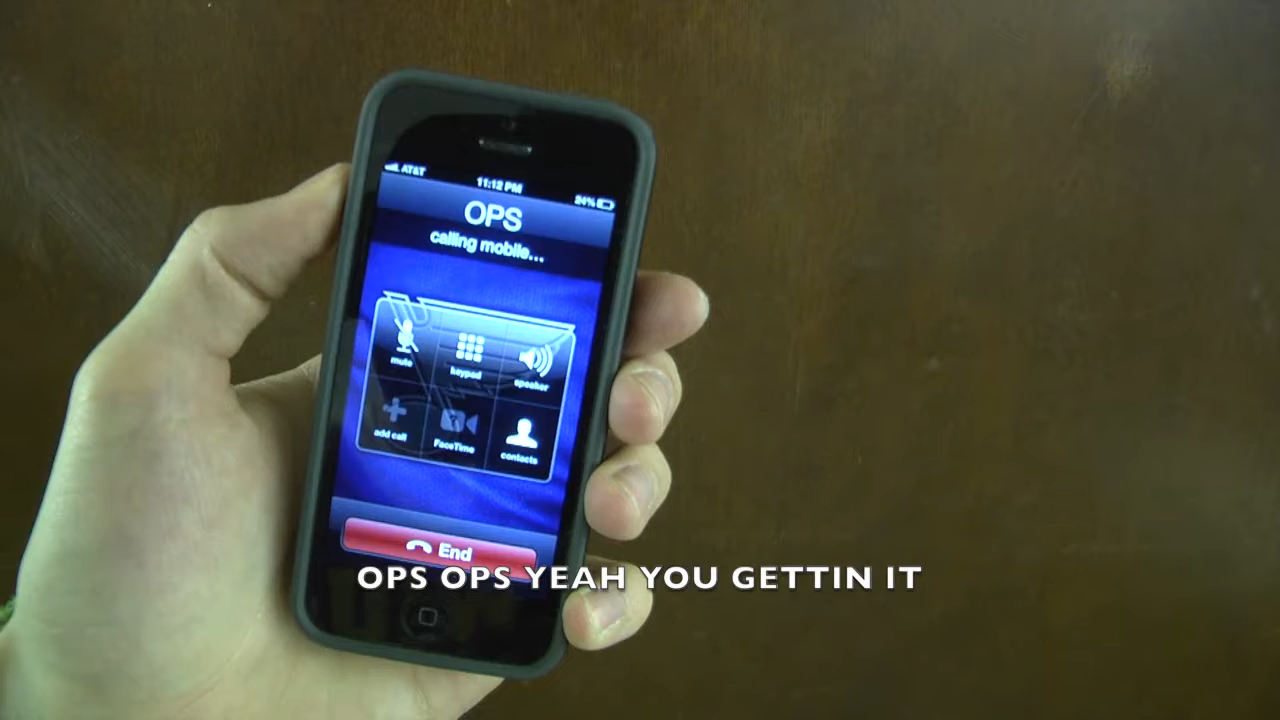 AT&T 11:12 PM 24%
OPS
calling mobile...
mute keypad speaker
add call FaceTime contacts
End
OPS OPS YEAH YOU GETTIN IT